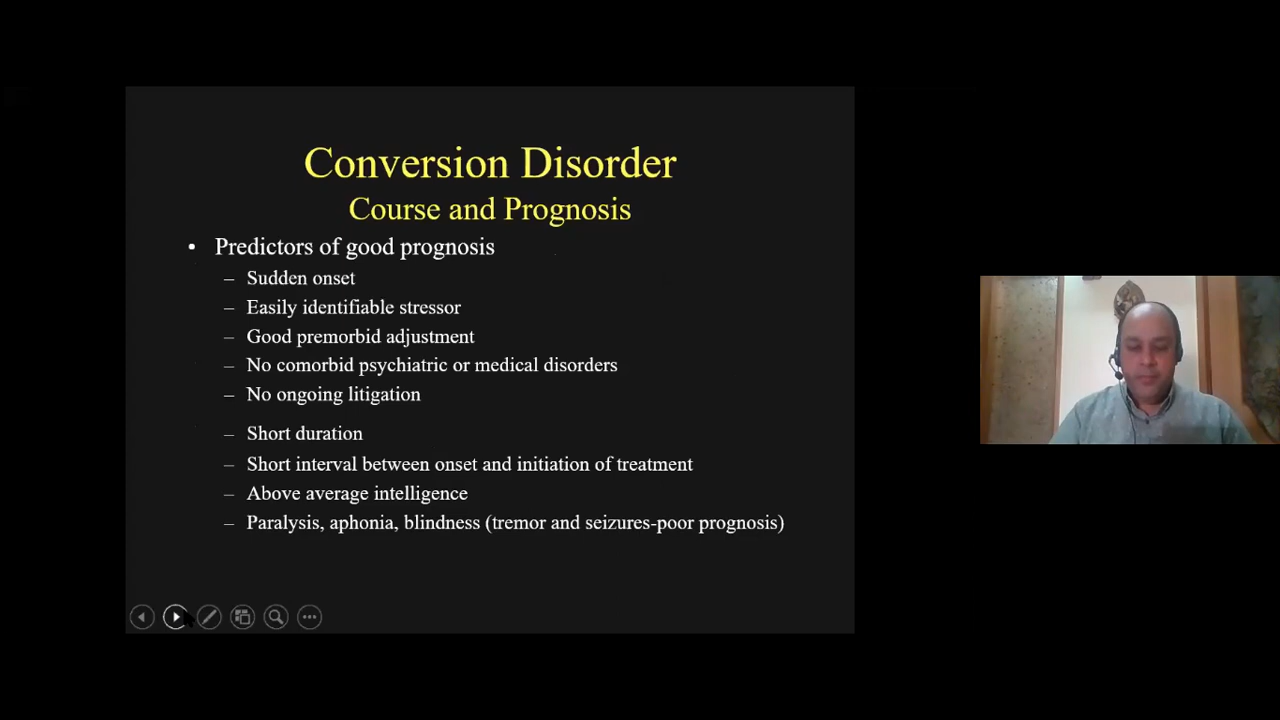 Conversion Disorder
Course and Prognosis
• Predictors of good prognosis
– Sudden onset
– Easily identifiable stressor
– Good premorbid adjustment
– No comorbid psychiatric or medical disorders
– No ongoing litigation
– Short duration
– Short interval between onset and initiation of treatment
– Above average intelligence
– Paralysis, aphonia, blindness (tremor and seizures-poor prognosis)